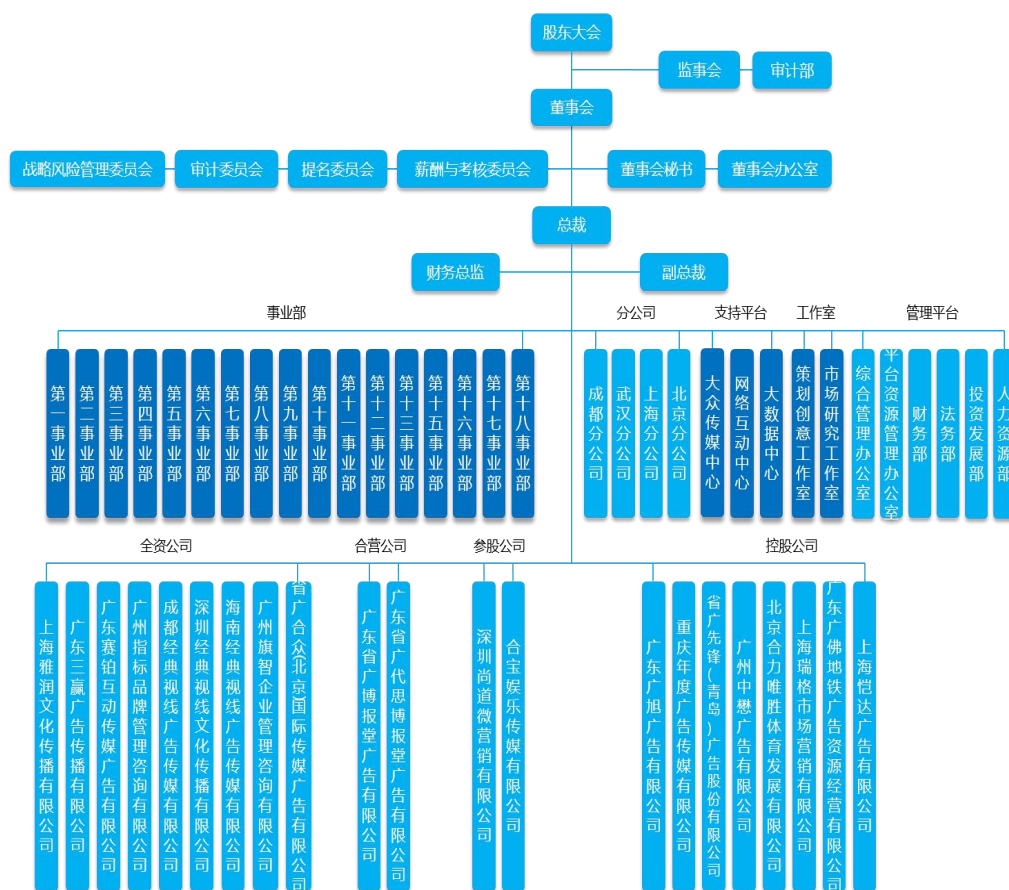 股东大会
监事会
审计部
董事会
战略风险管理委员会
审计委员会
提名委员会
薪酬与考核委员会
董事会秘书
董事会办公室
总裁
财务总监
副总裁
事业部
分公司
支持平台
工作室
管理平台
第一事业部
第二事业部
第三事业部
第四事业部
第五事业部
第六事业部
第七事业部
第八事业部
第九事业部
第十事业部
第十一事业部
第十二事业部
第十三事业部
第十五事业部
第十六事业部
第十七事业部
第十八事业部
成都分公司
武汉分公司
上海分公司
北京分公司
大众传媒中心
网络互动中心
大数据中心
策划创意工作室
市场研究工作室
综合管理办公室
平台资源管理办公室
财务部
法务部
投资发展部
人力资源部
全资公司
合营公司
参股公司
控股公司
上海雅润文化传播有限公司
广东三赢广告传播有限公司
广东赛铂互动传媒广告有限公司
广州指标品牌管理咨询有限公司
成都经典视线广告传媒有限公司
深圳经典视线文化传播有限公司
海南经典视线广告传媒有限公司
广州旗智企业管理咨询有限公司
省广合众(北京)国际传媒广告有限公司
广东省广博报堂广告有限公司
广东省广代思博报堂广告有限公司
深圳尚道微营销有限公司
合宝娱乐传媒有限公司
广东广旭广告有限公司
重庆年度广告传媒有限公司
省广先锋(青岛)广告股份有限公司
广州中懋广告有限公司
北京合力唯胜体育发展有限公司
上海瑞格市场营销有限公司
广东广佛地铁广告资源经营有限公司
上海恺达广告有限公司